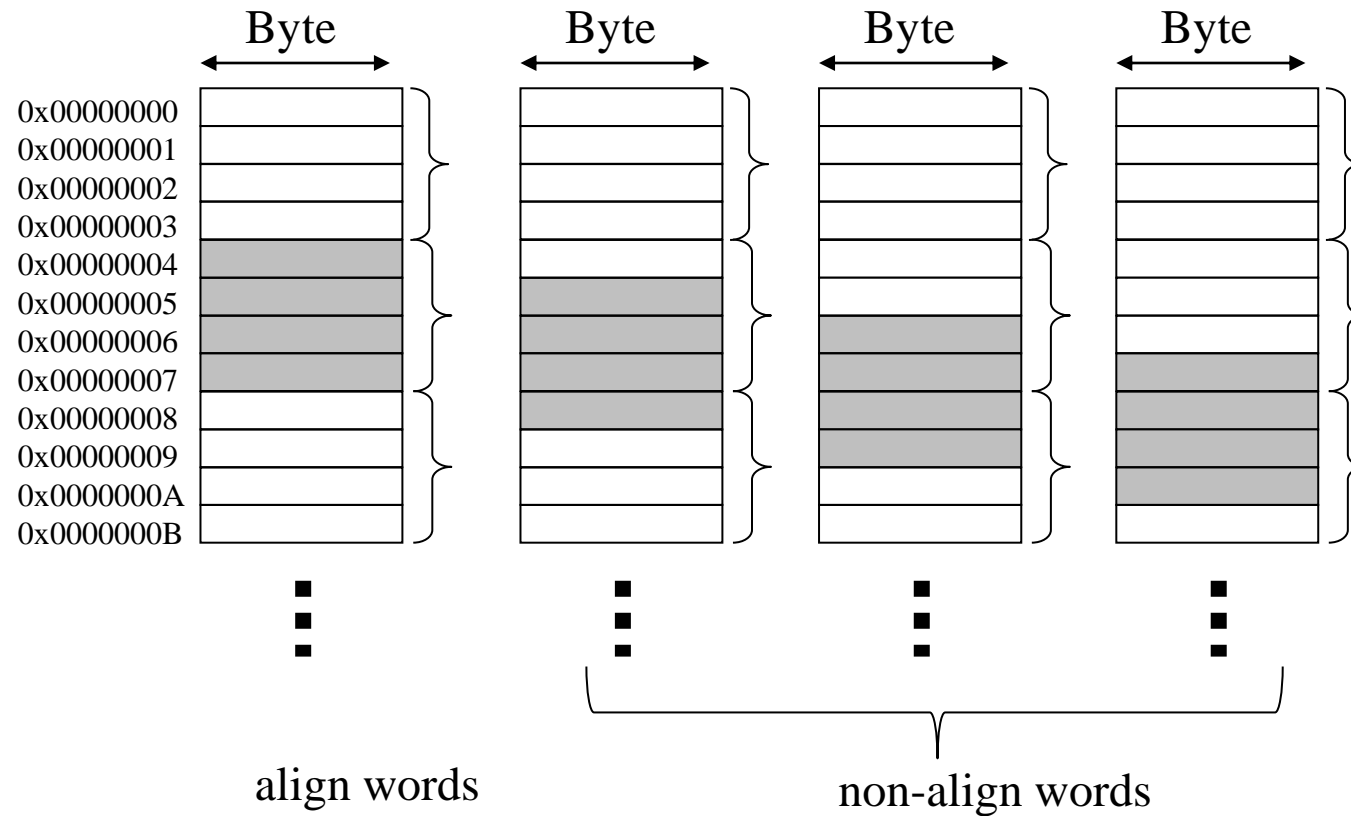 Byte Byte Byte Byte
0x00000000
0x00000001
0x00000002
0x00000003
0x00000004
0x00000005
0x00000006
0x00000007
0x00000008
0x00000009
0x0000000A
0x0000000B
align words
non-align words